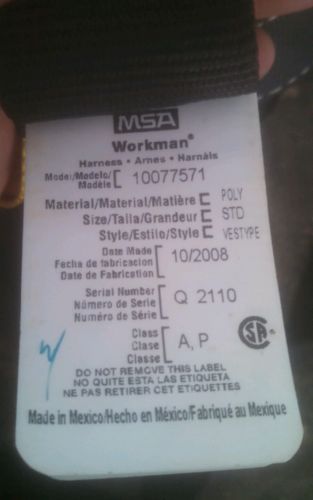 MSA
Workman®
Harness • Arnes • Harnais
Model/Modelo/ Modèle 10077571
Material/Material/Matière POLY
Size/Talla/Grandeur STD
Style/Estilo/Style VESTYPE
Date Made 10/2008
Fecha de fabricación
Date de Fabrication
Serial Number Q 2110
Número de Serie
Numéro de Série
Class A, P
Clase
Classe
CSA
DO NOT REMOVE THIS LABEL
NO QUITE ESTA LAS ETIQUETA
NE PAS RETIRER CET ETIQUETTES
Made in Mexico/Hecho en México/Fabriqué au Mexique